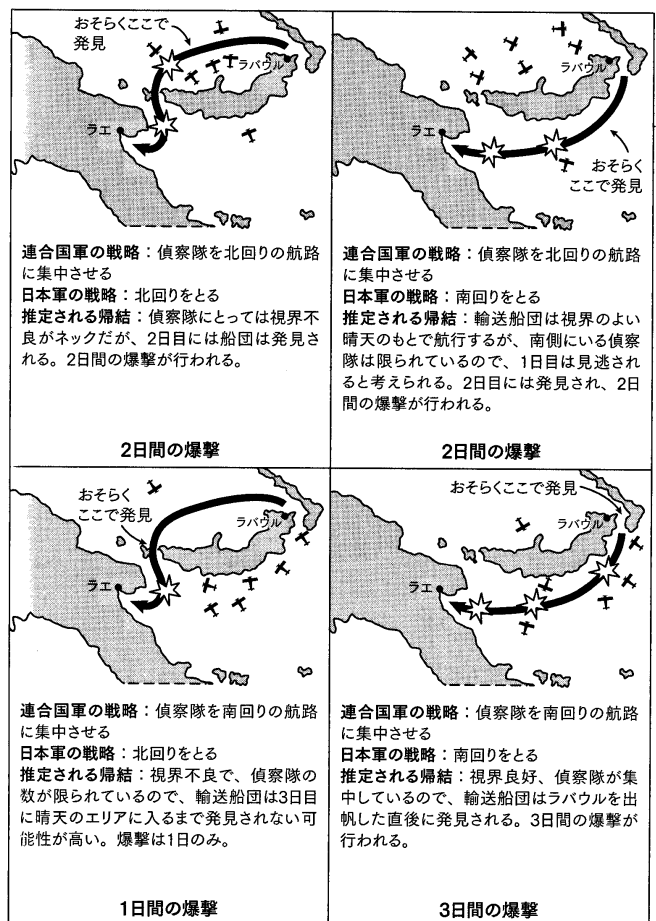 おそらくここで
発見
ラバウル
ラエ
連合国軍の戦略：偵察隊を北回りの航路
に集中させる
日本軍の戦略：北回りをとる
推定される帰結：偵察隊にとっては視界不
良がネックだが、2日目には船団は発見さ
れる。2日間の爆撃が行われる。
2日間の爆撃
ラバウル
ラエ
おそらく
ここで発見
連合国軍の戦略：偵察隊を北回りの航路
に集中させる
日本軍の戦略：南回りをとる
推定される帰結：輸送船団は視界のよい
晴天のもとで航行するが、南側にいる偵察
隊は限られているので、1日目は見逃され
ると考えられる。2日目には発見され、2日
間の爆撃が行われる。
2日間の爆撃
おそらく
ここで発見
ラバウル
ラエ
連合国軍の戦略：偵察隊を南回りの航路
に集中させる
日本軍の戦略：北回りをとる
推定される帰結：視界不良で、偵察隊の
数が限られているので、輸送船団は3日目
に晴天のエリアに入るまで発見されない可
能性が高い。爆撃は1日のみ。
1日間の爆撃
おそらくここで発見
ラバウル
ラエ
連合国軍の戦略：偵察隊を南回りの航路
に集中させる
日本軍の戦略：南回りをとる
推定される帰結：視界良好、偵察隊が集
中しているので、輸送船団はラバウルを出
帆した直後に発見される。3日間の爆撃が
行われる。
3日間の爆撃